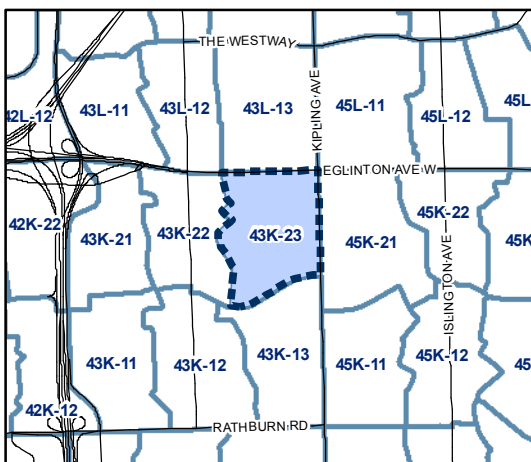 THE WESTWAY
42L-12
43L-11
43L-12
43L-13
KIPLING AVE
45L-11
45L-12
45L
EGLINTON AVE W
42K-22
43K-21
43K-22
43K-23
45K-21
45K-22
45K
ISLINGTON AVE
42K-12
43K-11
43K-12
43K-13
45K-11
45K-12
45
RATHBURN RD